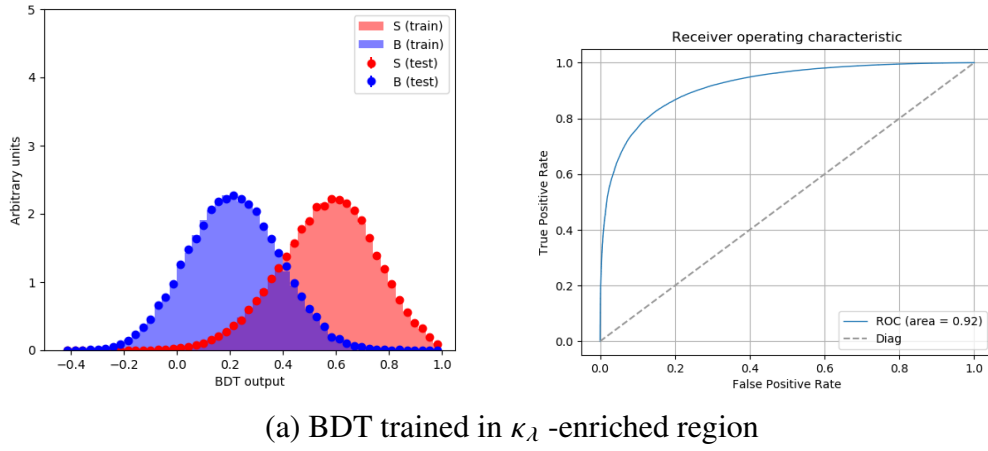 S (train)
B (train)
S (test)
B (test)
Arbitrary units
5
4
3
2
1
0
−0.4 −0.2 0.0 0.2 0.4 0.6 0.8 1.0
BDT output
Receiver operating characteristic
True Positive Rate
1.0
0.8
0.6
0.4
0.2
0.0
ROC (area = 0.92)
Diag
0.0 0.2 0.4 0.6 0.8 1.0
False Positive Rate
(a) BDT trained in κλ -enriched region